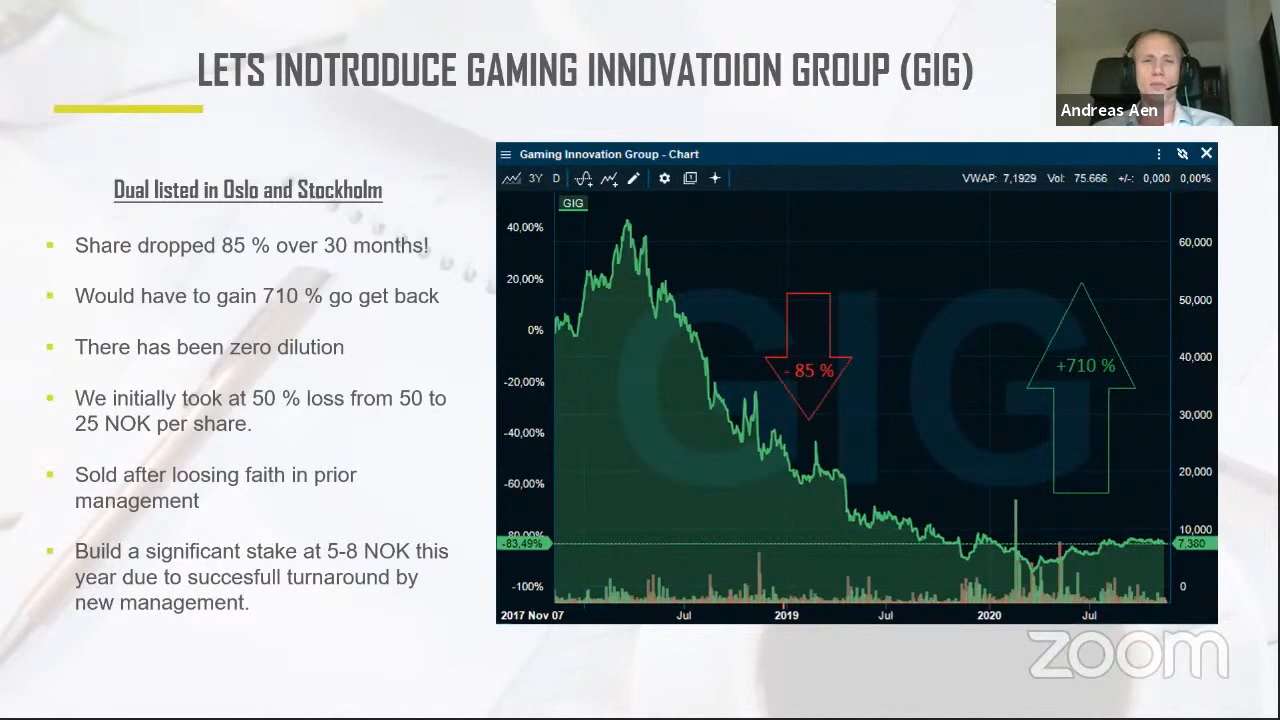 LETS INDTRODUCE GAMING INNOVATOION GROUP (GIG)
Andreas Aen
Dual listed in Oslo and Stockholm
Share dropped 85 % over 30 months!
Would have to gain 710 % go get back
There has been zero dilution
We initially took at 50 % loss from 50 to
25 NOK per share.
Sold after loosing faith in prior
management
Build a significant stake at 5-8 NOK this
year due to succesfull turnaround by
new management.
Gaming Innovation Group - Chart
3Y D VWAP: 7,1929 Vol: 75.666 +/-: 0,000 0,00%
GIG
GIG
40,00%
20,00%
0%
-20,00%
-40,00%
-60,00%
-80,00%
-83,49%
-100%
- 85 %
+710 %
60,000
50,000
40,000
30,000
20,000
10,000
7,380
0
2017 Nov 07 Jul 2019 Jul 2020 Jul
zoom